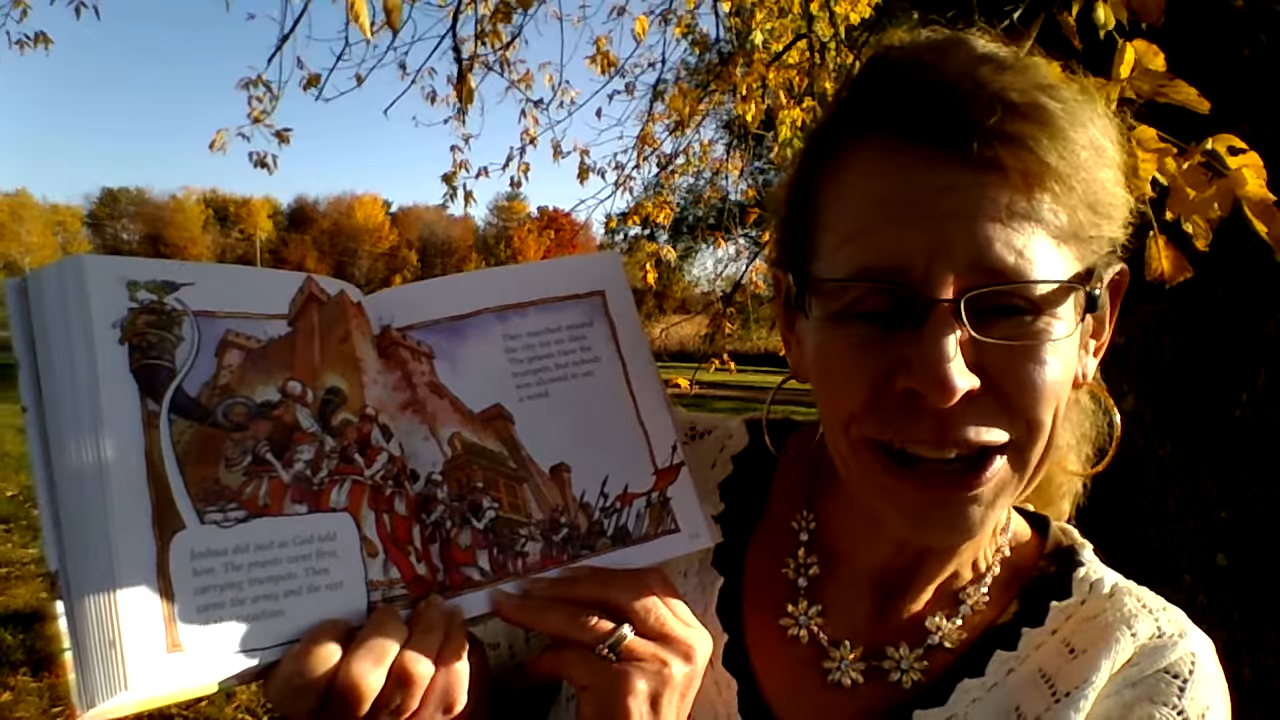 Joshua did just as God told
him. The priests went first,
carrying trumpets. Then
came the army and the rest
They marched around
the city for six days.
The priests blew the
trumpets, but nobody
was allowed to say
a word.